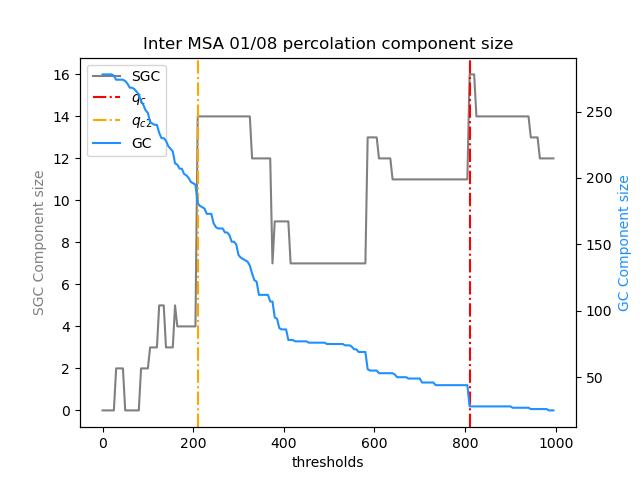 Inter MSA 01/08 percolation component size
SGC
q_c
q_c2
GC
16
14
12
10
8
6
4
2
0
SGC Component size
250
200
150
100
50
GC Component size
0 200 400 600 800 1000
thresholds